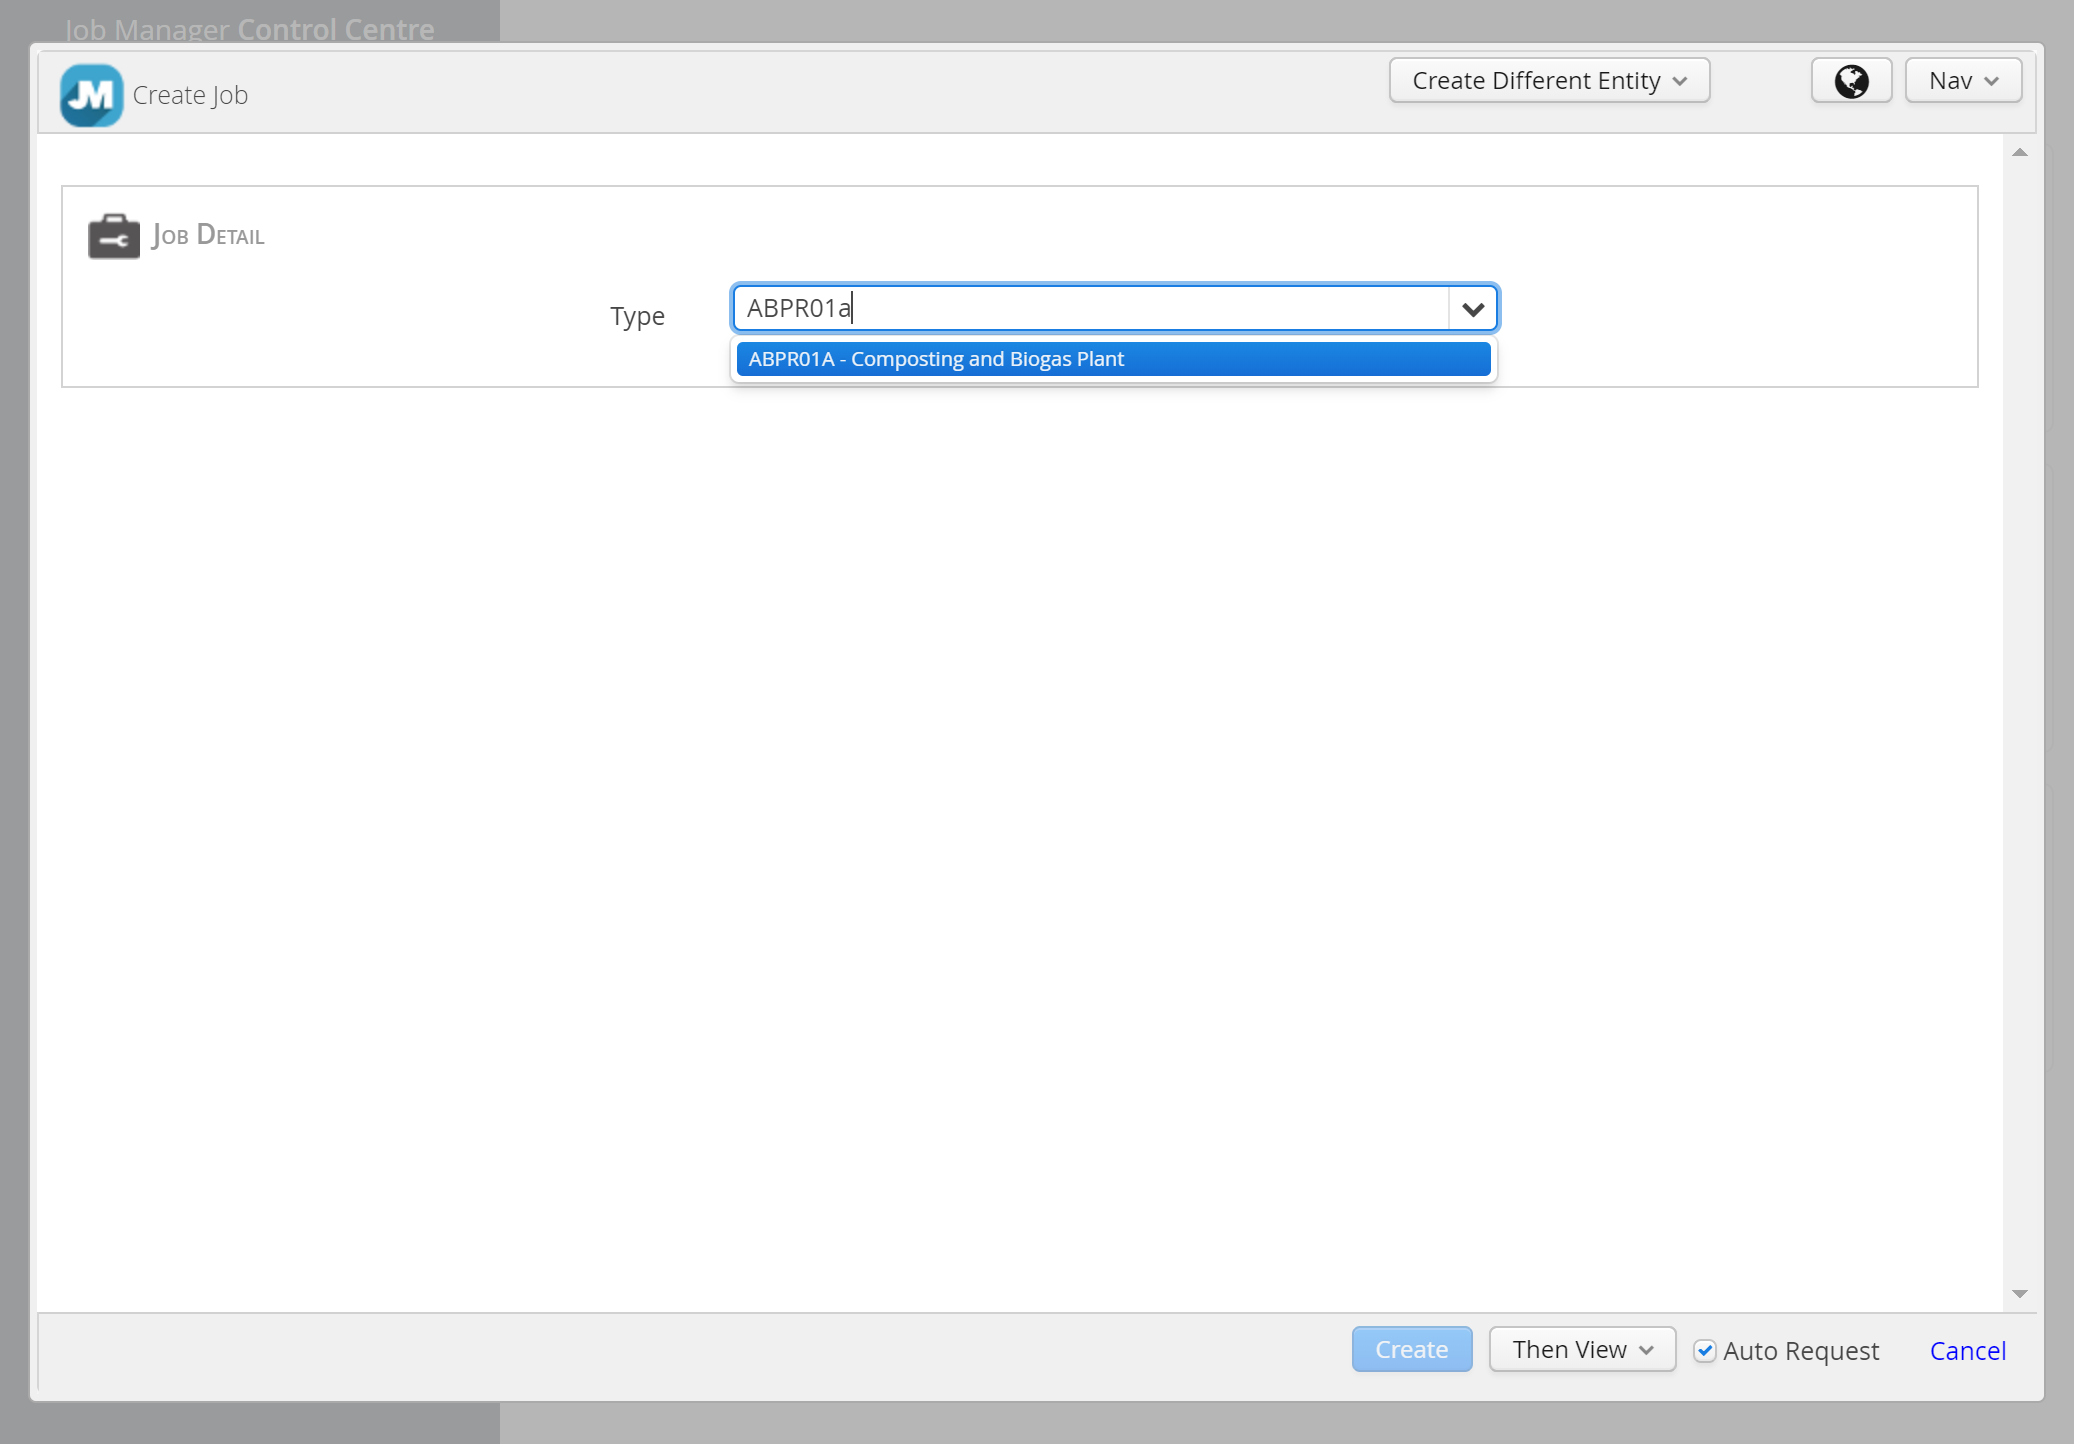 Job Manager Control Centre
JM Create Job
Create Different Entity
Nav
Job Detail
Type
ABPR01a
ABPR01A - Composting and Biogas Plant
Create
Then View
Auto Request
Cancel